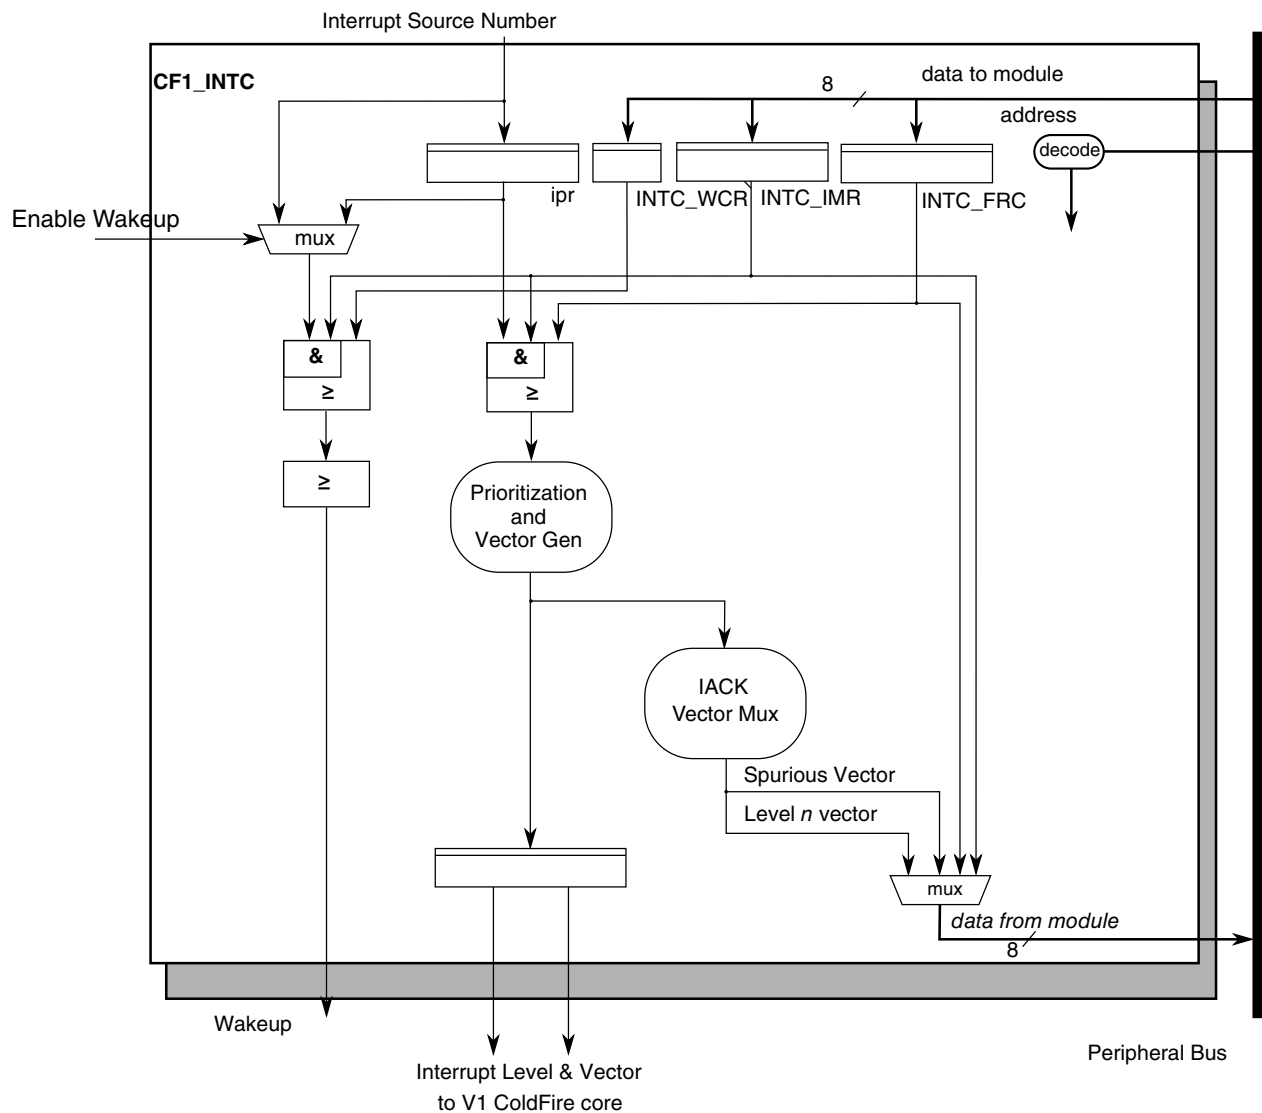 Interrupt Source Number
CF1_INTC
data to module
8
address
decode
ipr
INTC_WCR
INTC_IMR
INTC_FRC
Enable Wakeup
mux
&
≥
&
≥
≥
Prioritization
and
Vector Gen
IACK
Vector Mux
Spurious Vector
Level n vector
mux
data from module
8
Wakeup
Interrupt Level & Vector
to V1 ColdFire core
Peripheral Bus